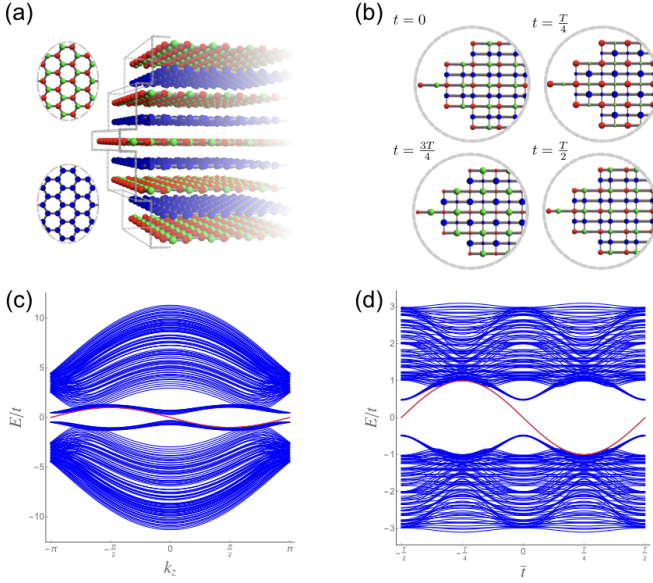 (a)
(b)
t = 0
t = T/4
t = 3T/4
t = T/2
(c)
E/t
10
5
0
−5
−10
−π
−π/2
0
π/2
π
k_z
(d)
E/t
3
2
1
0
−1
−2
−3
−T/2
−T/4
0
T/4
T/2
t̄